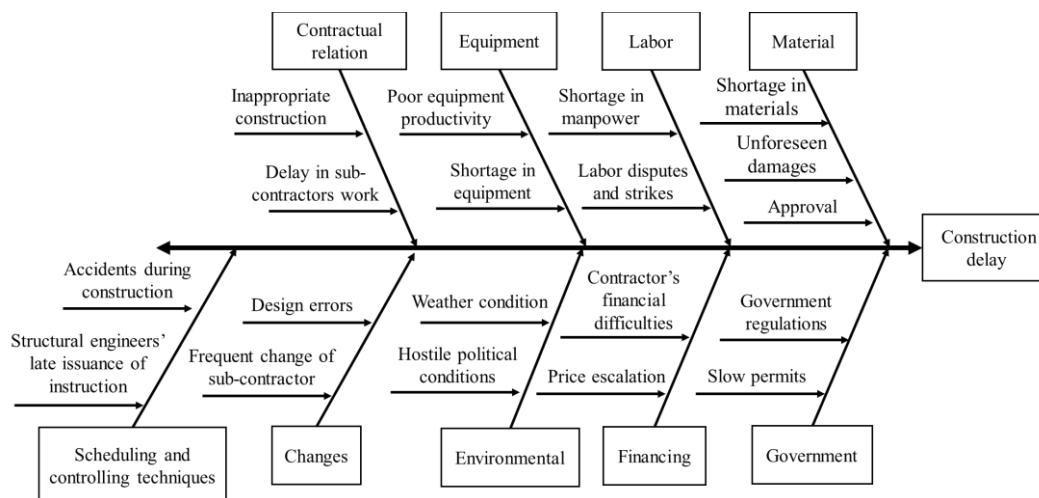 Contractual
relation
Equipment
Labor
Material
Inappropriate
construction
Delay in sub-
contractors work
Poor equipment
productivity
Shortage in
equipment
Shortage in
manpower
Labor disputes
and strikes
Shortage in
materials
Unforeseen
damages
Approval
Construction
delay
Accidents during
construction
Structural engineers’
late issuance of
instruction
Design errors
Frequent change of
sub-contractor
Weather condition
Hostile political
conditions
Contractor’s
financial
difficulties
Price escalation
Government
regulations
Slow permits
Scheduling and
controlling techniques
Changes
Environmental
Financing
Government